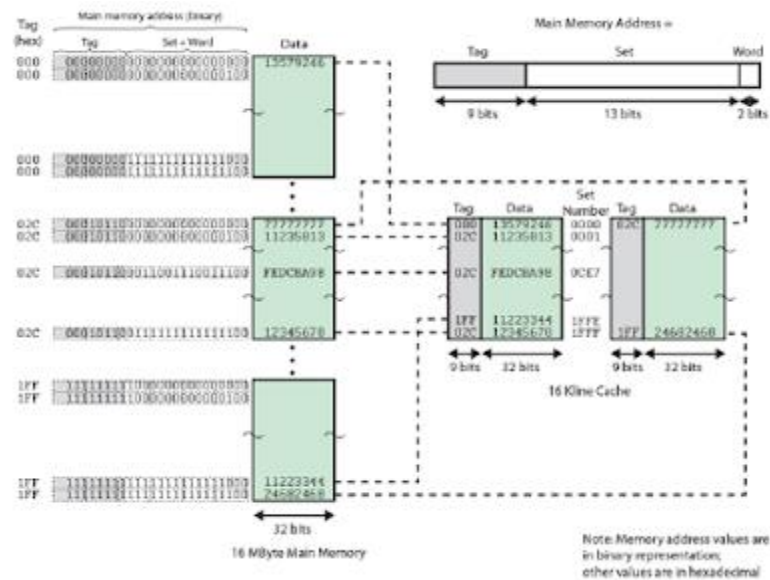 Tag (hex)
Main memory address (binary)
Tag
Set + Word
Data
000
000
13579246
000
000
02C 77777777
02C 11235813
02C FEDCBA98
02C 12345678
1FF
1FF
1FF 11223344
1FF 24682468
32 bits
16 MByte Main Memory
Main Memory Address =
Tag
Set
Word
9 bits
13 bits
2 bits
Tag
Data
Set Number
Tag
Data
000 13579246 0000 02C 77777777
02C 11235813 0001
02C FEDCBA98 0CE7
1FF 11223344 1FFE
02C 12345678 1FFF 1FF 24682468
9 bits
32 bits
9 bits
32 bits
16 Kline Cache
Note: Memory address values are
in binary representation;
other values are in hexadecimal